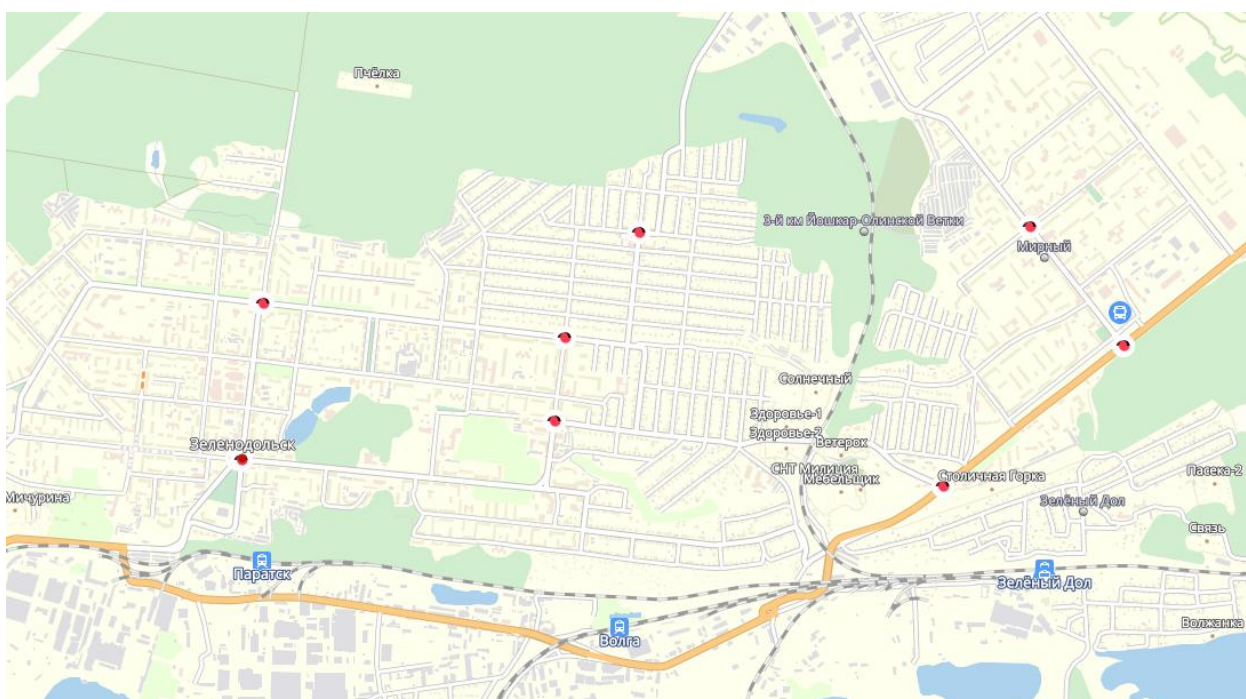 Пчёлка
3-й км Йошкар-Олинской Ветки
Мирный
Солнечный
Здоровье-1
Здоровье-2
Ветерок
Зеленодольск
СНТ Милиция
Мебельщик
Столичная Горка
Пасека-2
Мичурина
Зелёный Дол
Связь
Паратск
Зелёный Дол
Волга
Волжанка